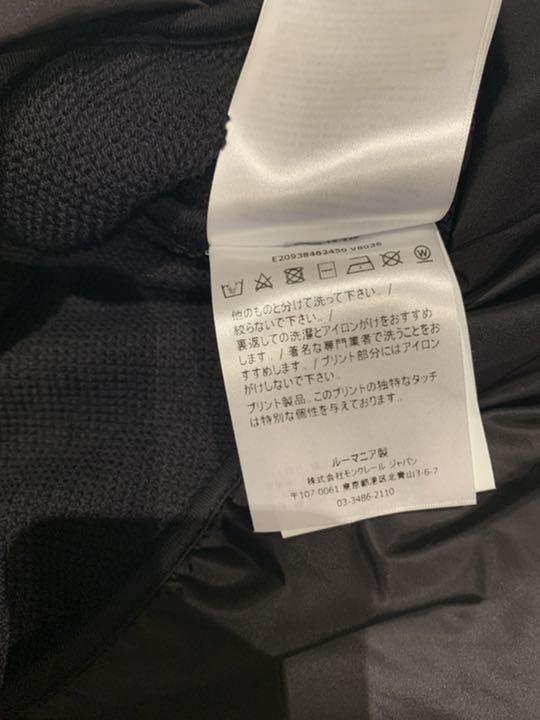 E20938462450 V8036
他のものと分けて洗って下さい。/
絞らないで下さい。/
裏返しての洗濯とアイロンがけをおすすめ
します。/ 著名な専門業者で洗うことをお
すすめします。/ プリント部分にはアイロン
がけしないで下さい。
プリント製品。このプリントの独特なタッチ
は特別な個性を与えております。
ルーマニア製
株式会社モンクレール ジャパン
〒107-0061 東京都港区北青山3-6-7
03-3486-2110